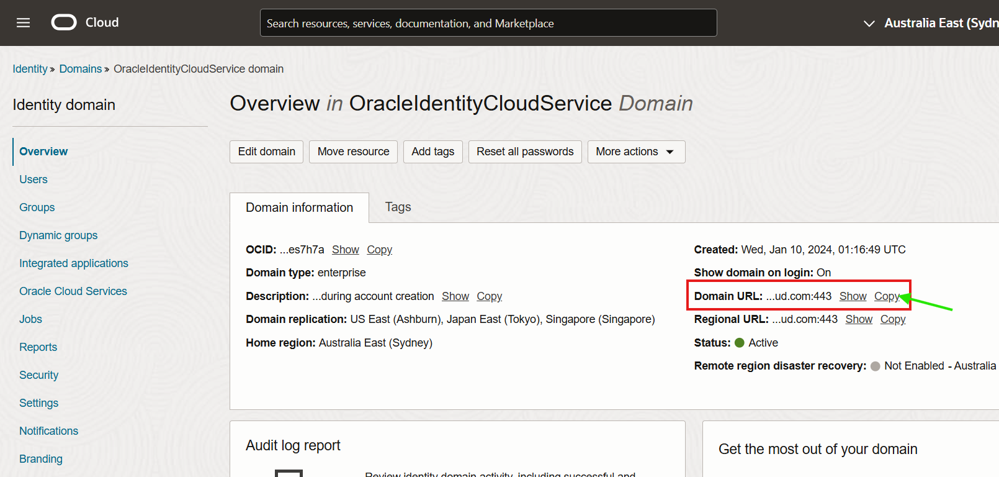 Cloud
Search resources, services, documentation, and Marketplace
Australia East (Sydn
Identity » Domains » OracleIdentityCloudService domain
Identity domain
Overview
Users
Groups
Dynamic groups
Integrated applications
Oracle Cloud Services
Jobs
Reports
Security
Settings
Notifications
Branding
Overview in OracleIdentityCloudService Domain
Edit domain Move resource Add tags Reset all passwords More actions
Domain information Tags
OCID: ...es7h7a Show Copy
Domain type: enterprise
Description: ...during account creation Show Copy
Domain replication: US East (Ashburn), Japan East (Tokyo), Singapore (Singapore)
Home region: Australia East (Sydney)
Created: Wed, Jan 10, 2024, 01:16:49 UTC
Show domain on login: On
Domain URL: ...ud.com:443 Show Copy
Regional URL: ...ud.com:443 Show Copy
Status: Active
Remote region disaster recovery: Not Enabled - Australia
Audit log report
Review identity domain activity, including successful and
Get the most out of your domain